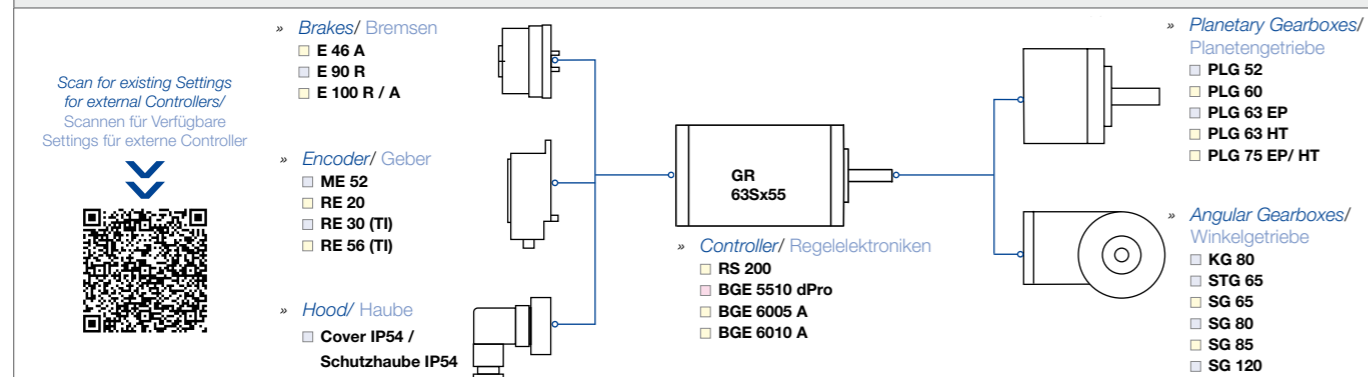 Scan for existing Settings
for external Controllers/
Scannen für Verfügbare
Settings für externe Controller
» Brakes/ Bremsen
E 46 A
E 90 R
E 100 R / A
» Encoder/ Geber
ME 52
RE 20
RE 30 (TI)
RE 56 (TI)
» Hood/ Haube
Cover IP54 /
Schutzhaube IP54
GR
63Sx55
» Controller/ Regelelektroniken
RS 200
BGE 5510 dPro
BGE 6005 A
BGE 6010 A
» Planetary Gearboxes/
Planetengetriebe
PLG 52
PLG 60
PLG 63 EP
PLG 63 HT
PLG 75 EP/ HT
» Angular Gearboxes/
Winkelgetriebe
KG 80
STG 65
SG 65
SG 80
SG 85
SG 120